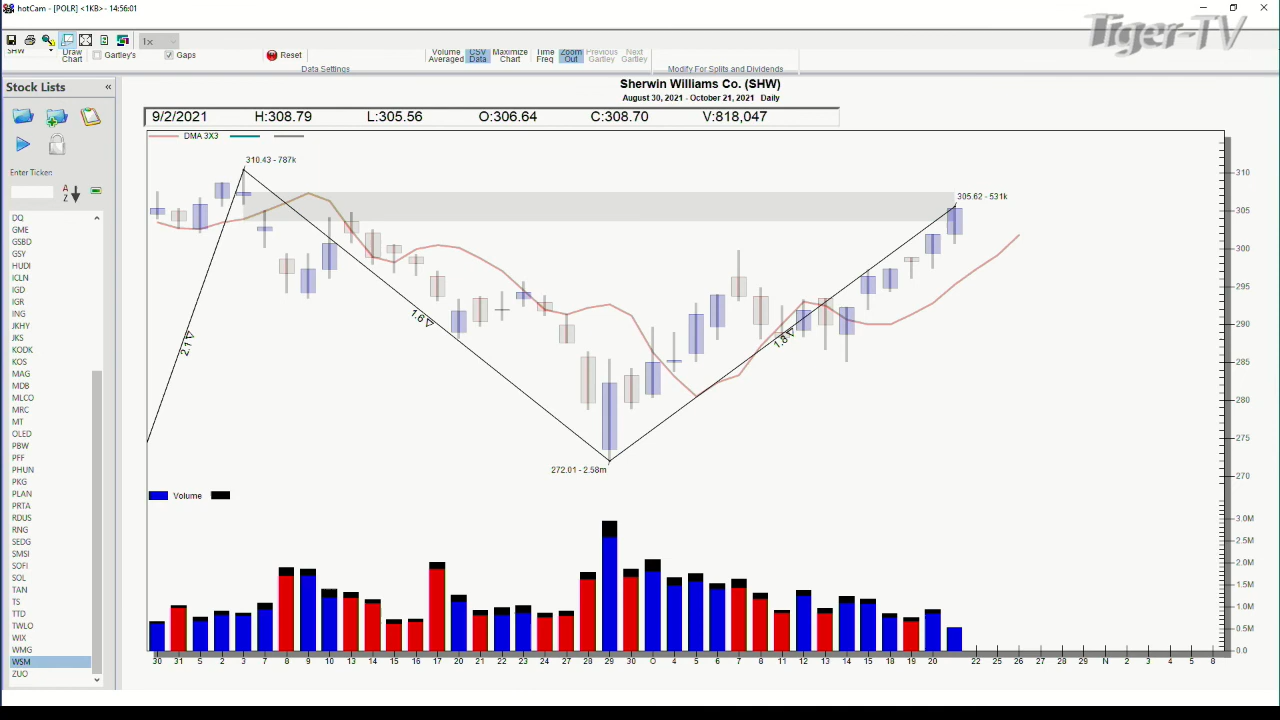 hotCam - [POLR] <1KB> - 14:56:01
Tiger-TV
1x
SHW
Draw Chart
Gartley's
Gaps
Reset
Volume Averaged
CSV Data
Maximize Chart
Time Freq
Zoom Out
Previous Gartley
Next Gartley
Data Settings
Modify For Splits and Dividends
Stock Lists «
Sherwin Williams Co. (SHW)
August 30, 2021 - October 21, 2021 Daily
9/2/2021 H:308.79 L:305.56 O:306.64 C:308.70 V:818,047
DMA 3X3
Enter Ticker:
A
Z
DQ
GME
GSBD
GSY
HUDI
ICLN
IGD
IGR
ING
JKHY
JKS
KODK
KOS
MAG
MDB
MLCO
MRC
MT
OLED
PBW
PFF
PHUN
PKG
PLAN
PRTA
RDUS
RNG
SEDG
SMSI
SOFI
SOL
TAN
TS
TTD
TWLO
WIX
WMG
WSM
ZUO
310.43 - 787k
305.62 - 531k
2.1
1.6
1.8
272.01 - 2.58m
310
305
300
295
290
285
280
275
270
Volume
3.0M
2.5M
2.0M
1.5M
1.0M
0.5M
0.0
30 31 S 2 3 7 8 9 10 13 14 15 16 17 20 21 22 23 24 27 28 29 30 O 4 5 6 7 8 11 12 13 14 15 18 19 20 22 25 26 27 28 29 N 2 3 4 5 8